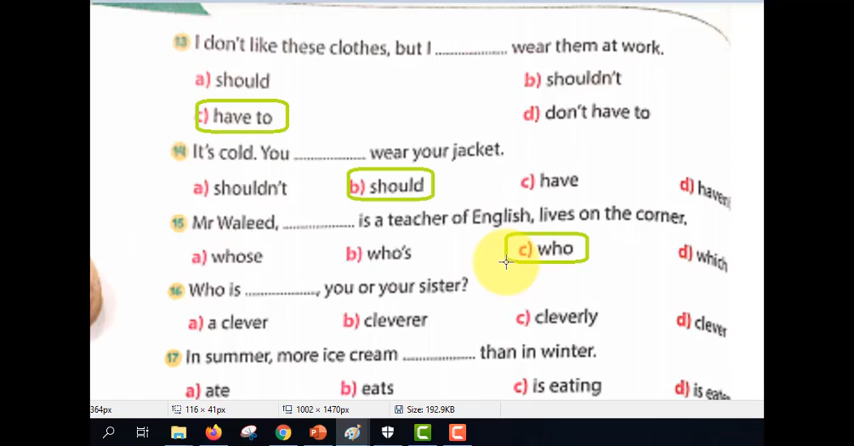 13 I don't like these clothes, but I ............... wear them at work.
a) should b) shouldn't
c) have to d) don't have to
14 It's cold. You ............... wear your jacket.
a) shouldn't b) should c) have d) haven
15 Mr Waleed, ............... is a teacher of English, lives on the corner.
a) whose b) who's c) who d) which
16 Who is ..............., you or your sister?
a) a clever b) cleverer c) cleverly d) clever
17 In summer, more ice cream ............... than in winter.
a) ate b) eats c) is eating d) is eate
364px 116 × 41px 1002 × 1470px Size: 192.9KB